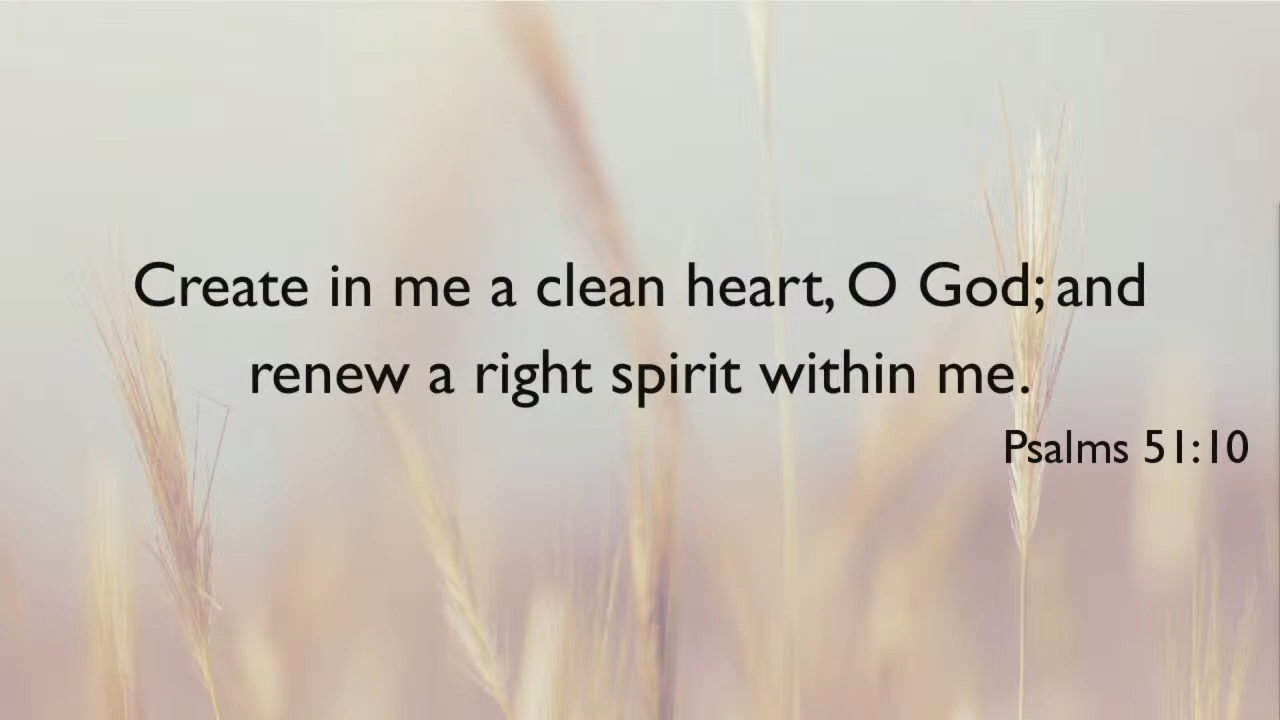 Create in me a clean heart, O God; and
renew a right spirit within me.
Psalms 51:10